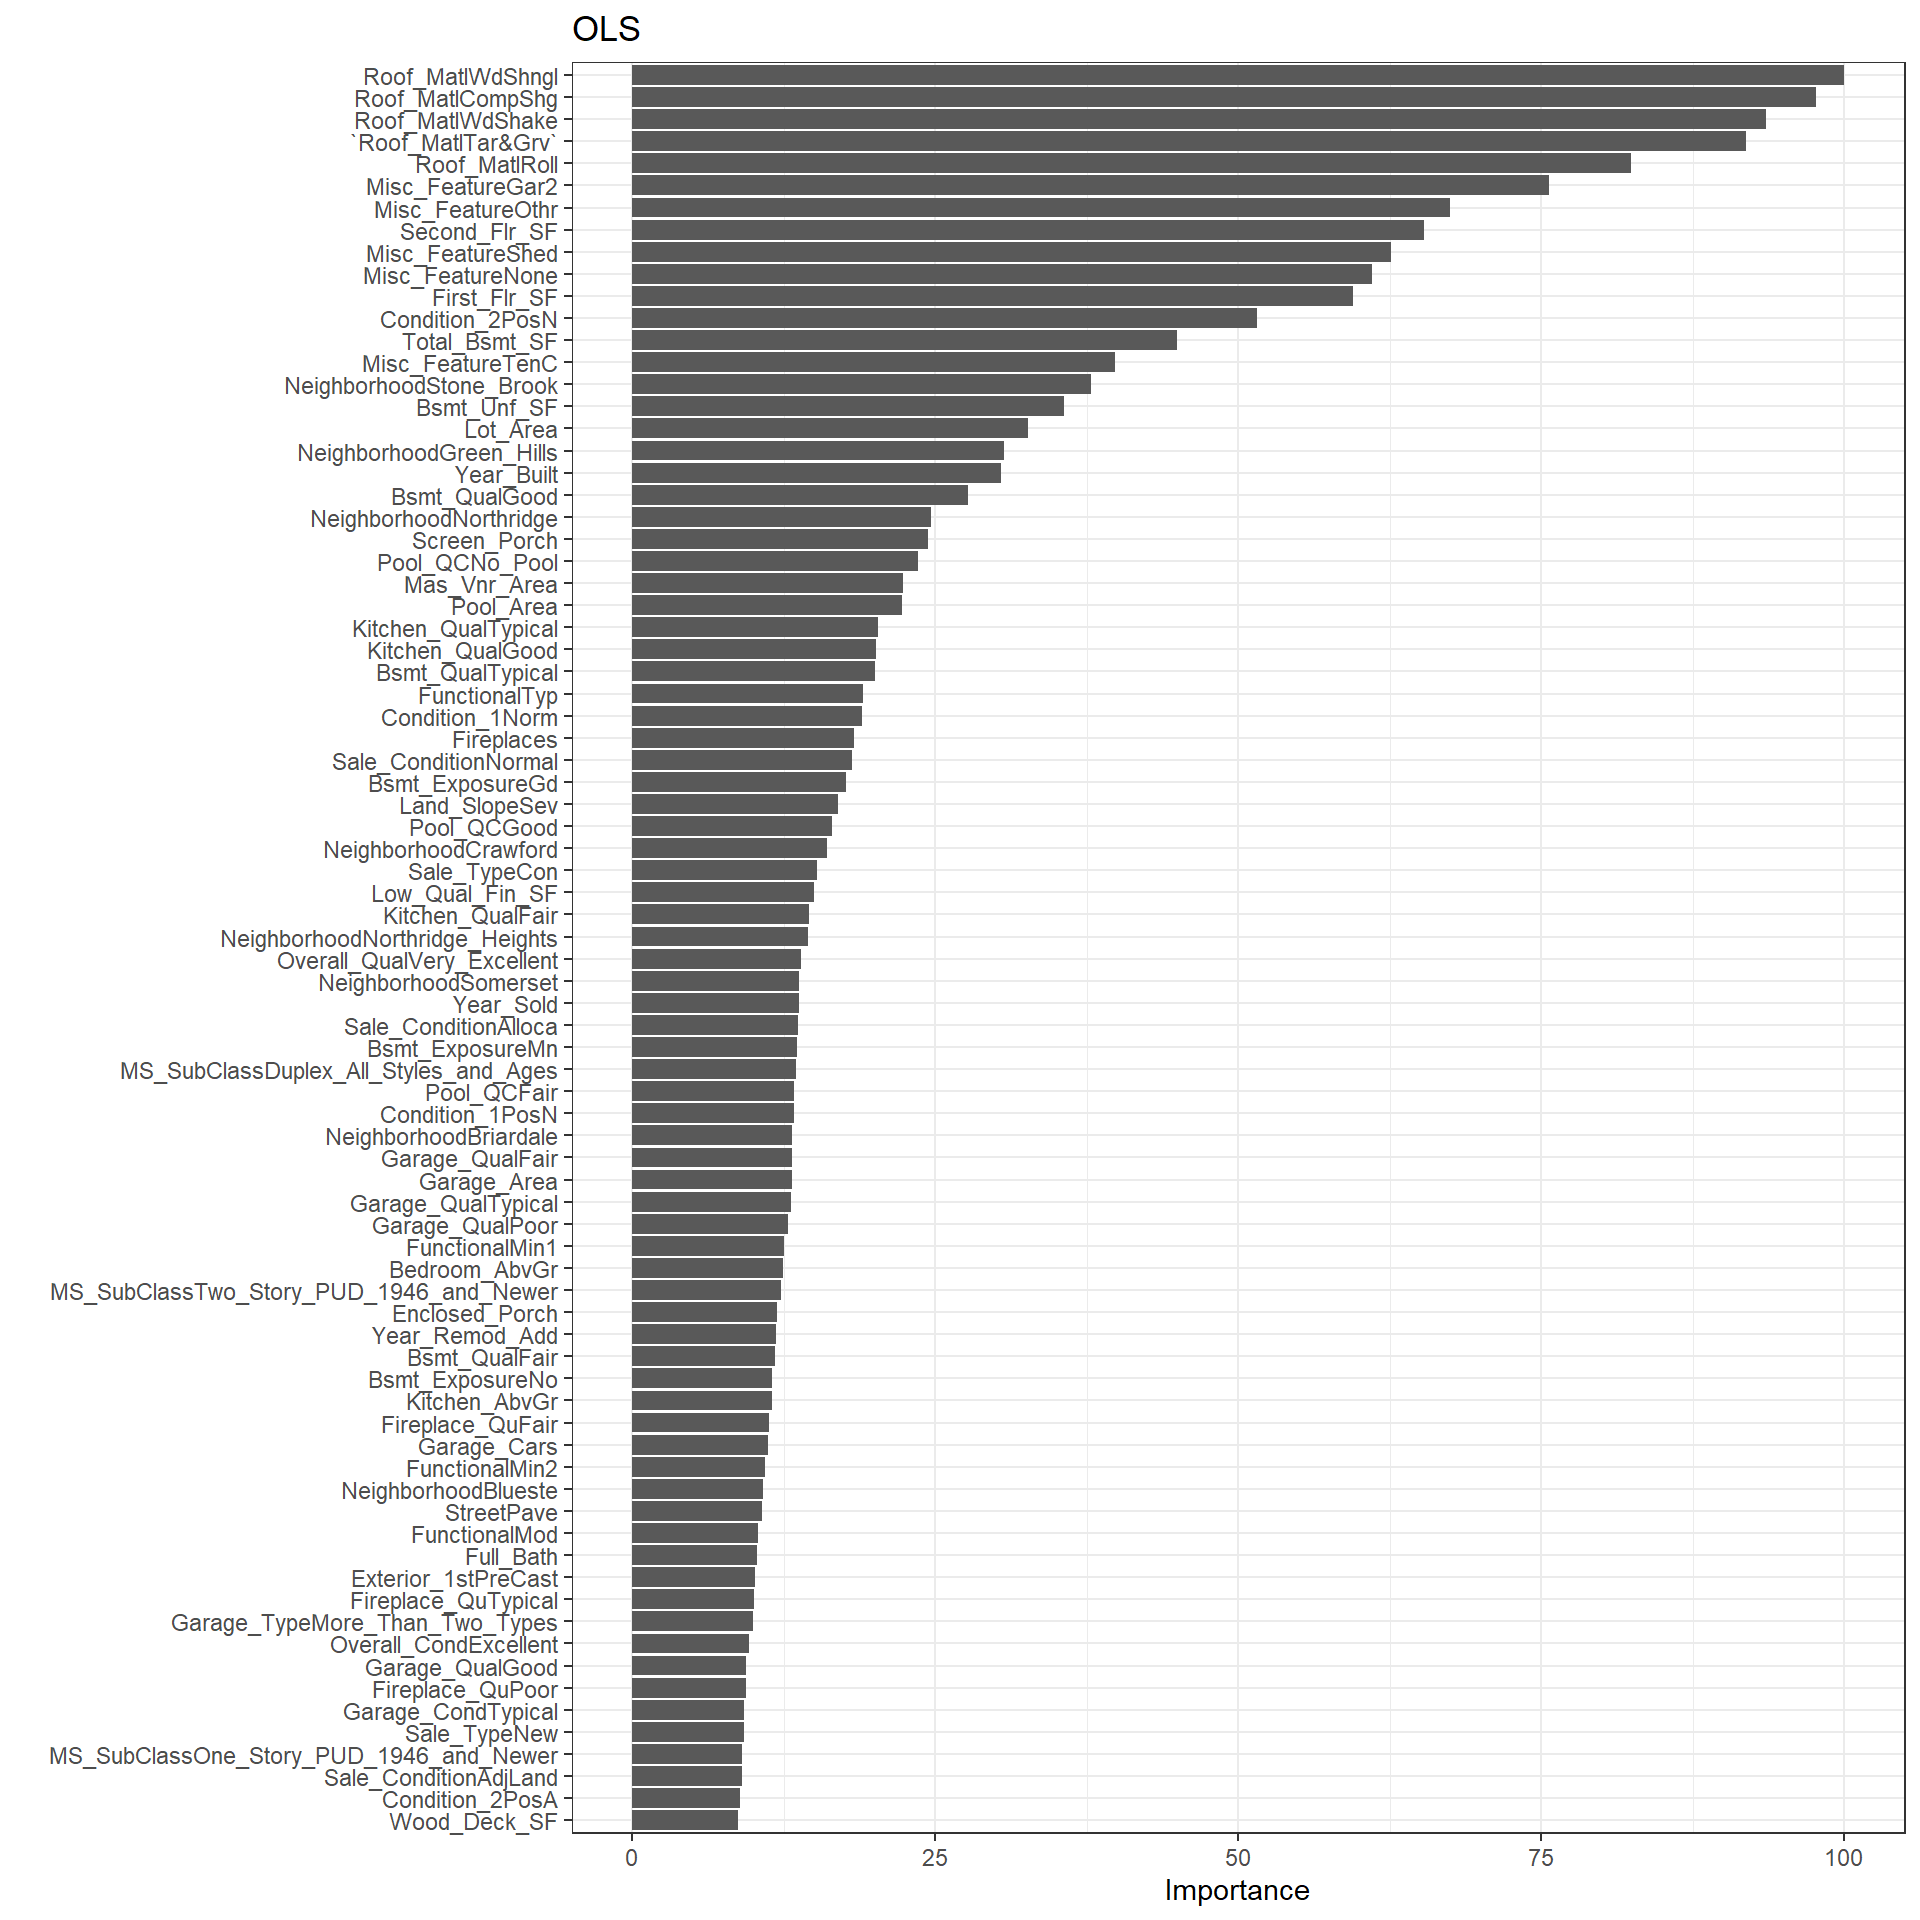 OLS
Roof_MatlWdShngl
Roof_MatlCompShg
Roof_MatlWdShake
`Roof_MatlTar&Grv`
Roof_MatlRoll
Misc_FeatureGar2
Misc_FeatureOthr
Second_Flr_SF
Misc_FeatureShed
Misc_FeatureNone
First_Flr_SF
Condition_2PosN
Total_Bsmt_SF
Misc_FeatureTenC
NeighborhoodStone_Brook
Bsmt_Unf_SF
Lot_Area
NeighborhoodGreen_Hills
Year_Built
Bsmt_QualGood
NeighborhoodNorthridge
Screen_Porch
Pool_QCNo_Pool
Mas_Vnr_Area
Pool_Area
Kitchen_QualTypical
Kitchen_QualGood
Bsmt_QualTypical
FunctionalTyp
Condition_1Norm
Fireplaces
Sale_ConditionNormal
Bsmt_ExposureGd
Land_SlopeSev
Pool_QCGood
NeighborhoodCrawford
Sale_TypeCon
Low_Qual_Fin_SF
Kitchen_QualFair
NeighborhoodNorthridge_Heights
Overall_QualVery_Excellent
NeighborhoodSomerset
Year_Sold
Sale_ConditionAlloca
Bsmt_ExposureMn
MS_SubClassDuplex_All_Styles_and_Ages
Pool_QCFair
Condition_1PosN
NeighborhoodBriardale
Garage_QualFair
Garage_Area
Garage_QualTypical
Garage_QualPoor
FunctionalMin1
Bedroom_AbvGr
MS_SubClassTwo_Story_PUD_1946_and_Newer
Enclosed_Porch
Year_Remod_Add
Bsmt_QualFair
Bsmt_ExposureNo
Kitchen_AbvGr
Fireplace_QuFair
Garage_Cars
FunctionalMin2
NeighborhoodBlueste
StreetPave
FunctionalMod
Full_Bath
Exterior_1stPreCast
Fireplace_QuTypical
Garage_TypeMore_Than_Two_Types
Overall_CondExcellent
Garage_QualGood
Fireplace_QuPoor
Garage_CondTypical
Sale_TypeNew
MS_SubClassOne_Story_PUD_1946_and_Newer
Sale_ConditionAdjLand
Condition_2PosA
Wood_Deck_SF
0 25 50 75 100
Importance